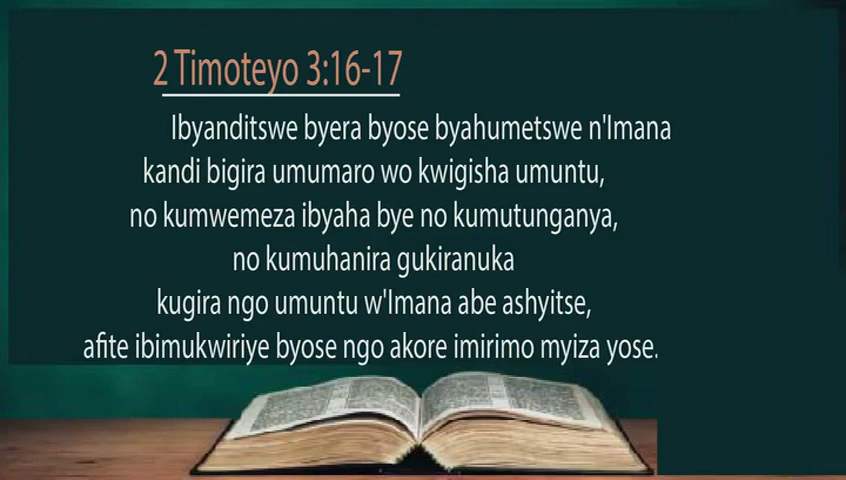 2 Timoteyo 3:16-17
Ibyanditswe byera byose byahumetswe n'Imana
kandi bigira umumaro wo kwigisha umuntu,
no kumwemeza ibyaha bye no kumutunganya,
no kumuhanira gukiranuka
kugira ngo umuntu w'Imana abe ashyitse,
afite ibimukwiriye byose ngo akore imirimo myiza yose.